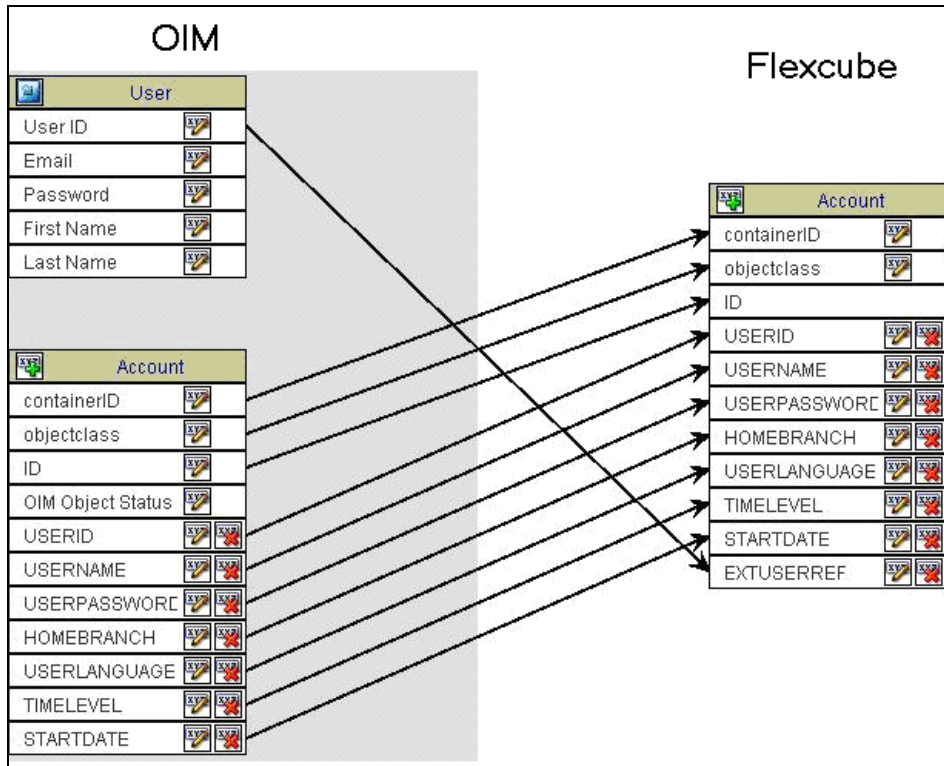 OIM
User
User ID
Email
Password
First Name
Last Name
Account
containerID
objectclass
ID
OIM Object Status
USERID
USERNAME
USERPASSWORD
HOMEBRANCH
USERLANGUAGE
TIMELEVEL
STARTDATE
Flexcube
Account
containerID
objectclass
ID
USERID
USERNAME
USERPASSWORD
HOMEBRANCH
USERLANGUAGE
TIMELEVEL
STARTDATE
EXTUSERREF